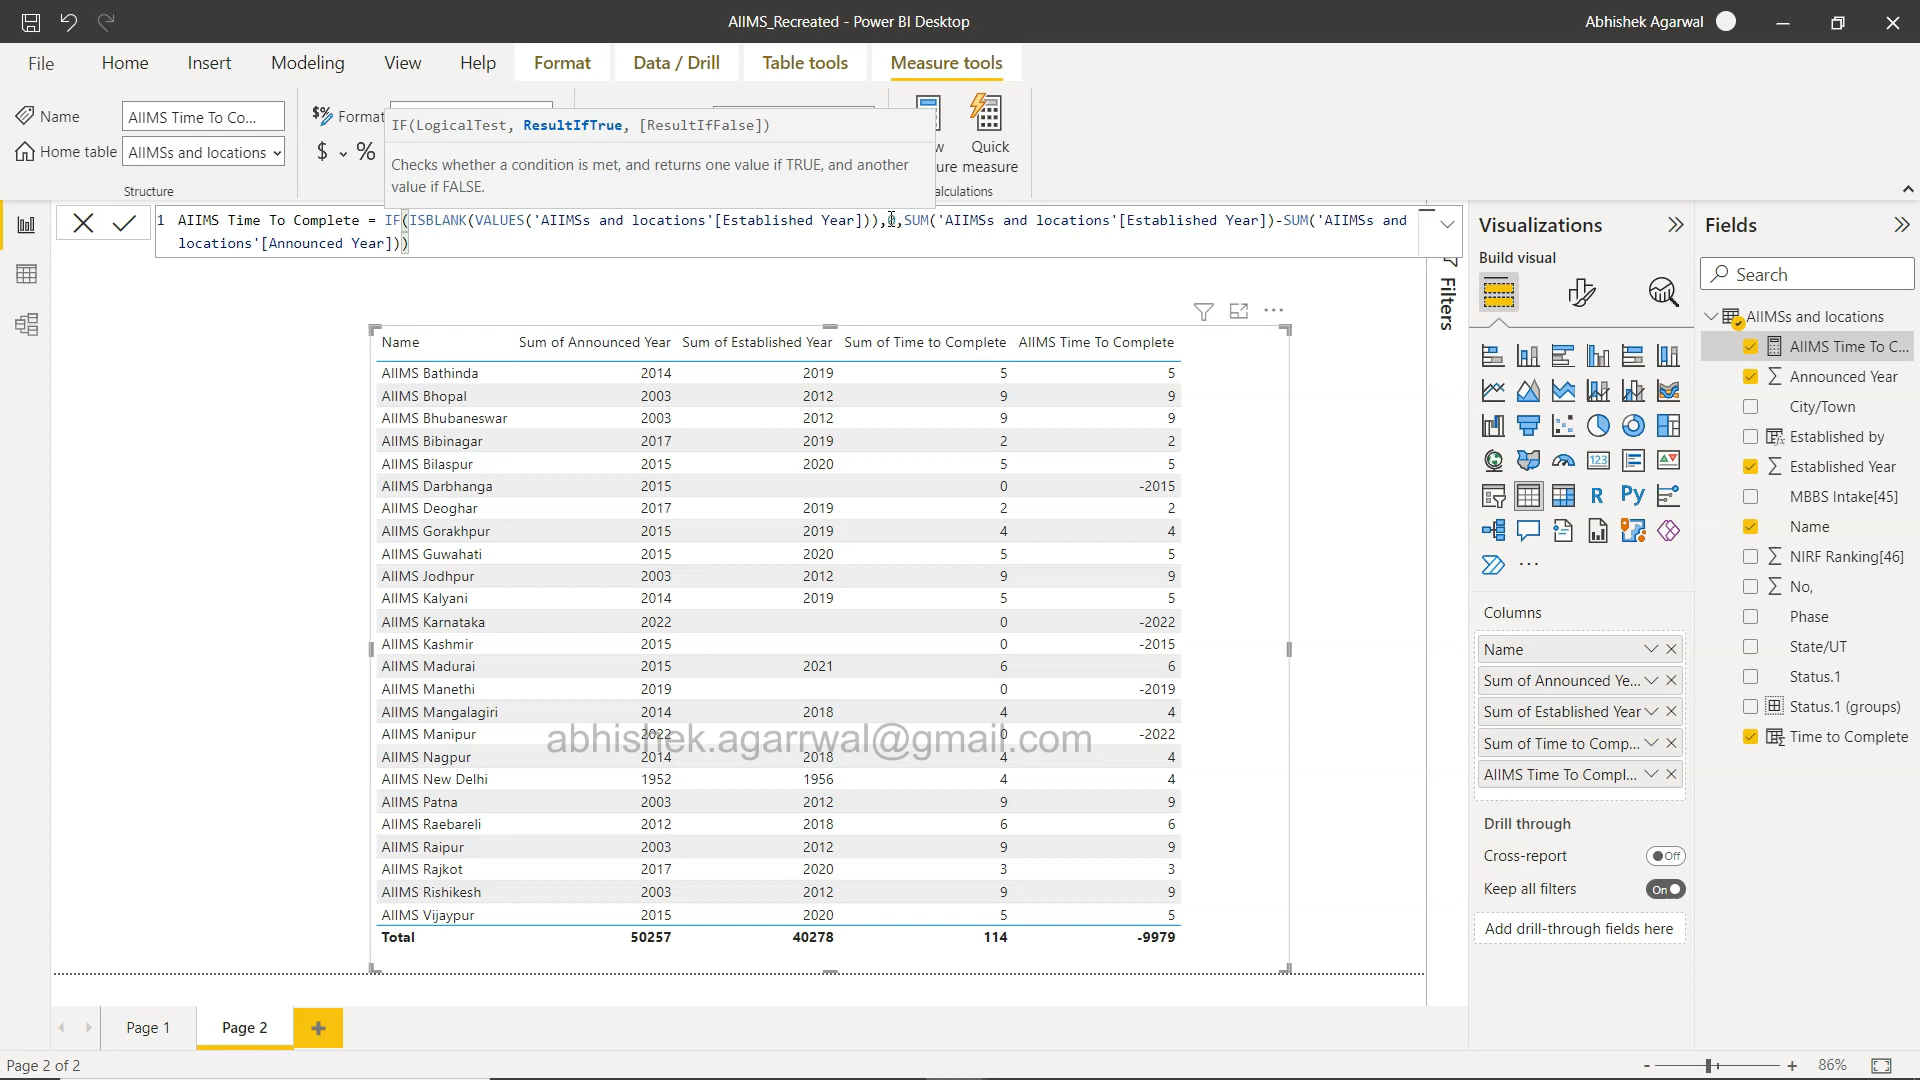 AIIMS_Recreated - Power BI Desktop
Abhishek Agarwal
File Home Insert Modeling View Help Format Data / Drill Table tools Measure tools
Name AIIMS Time To Co...
Home table AIIMSs and locations
Structure
Format
$ %
IF(LogicalTest, ResultIfTrue, [ResultIfFalse])
Checks whether a condition is met, and returns one value if TRUE, and another
value if FALSE.
Quick
measure
1 AIIMS Time To Complete = IF(ISBLANK(VALUES('AIIMSs and locations'[Established Year])),0,SUM('AIIMSs and locations'[Established Year])-SUM('AIIMSs and
locations'[Announced Year]))
Filters
Name Sum of Announced Year Sum of Established Year Sum of Time to Complete AIIMS Time To Complete
AIIMS Bathinda 2014 2019 5 5
AIIMS Bhopal 2003 2012 9 9
AIIMS Bhubaneswar 2003 2012 9 9
AIIMS Bibinagar 2017 2019 2 2
AIIMS Bilaspur 2015 2020 5 5
AIIMS Darbhanga 2015 0 -2015
AIIMS Deoghar 2017 2019 2 2
AIIMS Gorakhpur 2015 2019 4 4
AIIMS Guwahati 2015 2020 5 5
AIIMS Jodhpur 2003 2012 9 9
AIIMS Kalyani 2014 2019 5 5
AIIMS Karnataka 2022 0 -2022
AIIMS Kashmir 2015 0 -2015
AIIMS Madurai 2015 2021 6 6
AIIMS Manethi 2019 0 -2019
AIIMS Mangalagiri 2014 2018 4 4
AIIMS Manipur 2022 0 -2022
abhishek.agarrwal@gmail.com
AIIMS Nagpur 2014 2018 4 4
AIIMS New Delhi 1952 1956 4 4
AIIMS Patna 2003 2012 9 9
AIIMS Raebareli 2012 2018 6 6
AIIMS Raipur 2003 2012 9 9
AIIMS Rajkot 2017 2020 3 3
AIIMS Rishikesh 2003 2012 9 9
AIIMS Vijaypur 2015 2020 5 5
Total 50257 40278 114 -9979
Visualizations
Build visual
123
R Py
Columns
Name
Sum of Announced Ye...
Sum of Established Year
Sum of Time to Comp...
AIIMS Time To Compl...
Drill through
Cross-report Off
Keep all filters On
Add drill-through fields here
Fields
Search
AIIMSs and locations
AIIMS Time To C...
Announced Year
City/Town
Established by
Established Year
MBBS Intake[45]
Name
NIRF Ranking[46]
No,
Phase
State/UT
Status.1
Status.1 (groups)
Time to Complete
Page 1 Page 2 +
Page 2 of 2
- + 86%